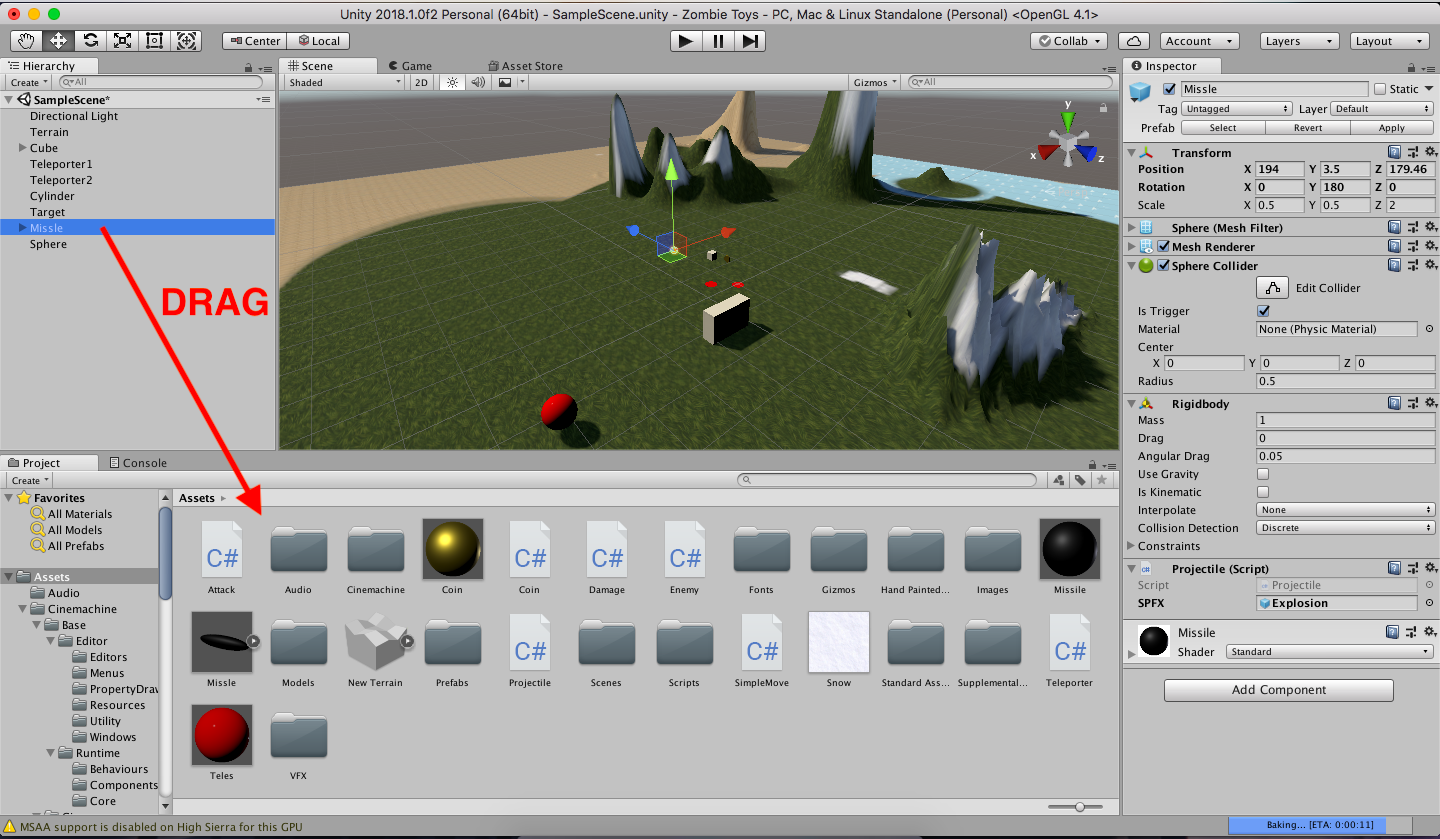 Unity 2018.1.0f2 Personal (64bit) - SampleScene.unity - Zombie Toys - PC, Mac & Linux Standalone (Personal) <OpenGL 4.1>
Center Local Collab Account Layers Layout
Hierarchy
Create All
SampleScene*
Directional Light
Terrain
Cube
Teleporter1
Teleporter2
Cylinder
Target
Missle
Sphere
DRAG
Scene Game Asset Store
Shaded 2D Gizmos All
y
x
z
Inspector
Missle Static
Tag Untagged Layer Default
Prefab Select Revert Apply
Transform
Position X 194 Y 3.5 Z 179.46
Rotation X 0 Y 180 Z 0
Scale X 0.5 Y 0.5 Z 2
Sphere (Mesh Filter)
Mesh Renderer
Sphere Collider
Edit Collider
Is Trigger
Material None (Physic Material)
Center
X 0 Y 0 Z 0
Radius 0.5
Rigidbody
Mass 1
Drag 0
Angular Drag 0.05
Use Gravity
Is Kinematic
Interpolate None
Collision Detection Discrete
Constraints
Projectile (Script)
Script Projectile
SPFX Explosion
Missile
Shader Standard
Add Component
Project Console
Create
Favorites
All Materials
All Models
All Prefabs
Assets
Audio
Cinemachine
Base
Editor
Editors
Menus
PropertyDraw
Resources
Utility
Windows
Runtime
Behaviours
Components
Core
Assets
C# C# C# C#
Attack Audio Cinemachine Coin Coin Damage Enemy Fonts Gizmos Hand Painted... Images Missile
C# C# C#
Missle Models New Terrain Prefabs Projectile Scenes Scripts SimpleMove Snow Standard Ass... Supplemental... Teleporter
Teles VFX
MSAA support is disabled on High Sierra for this GPU
Baking... [ETA: 0:00:11]